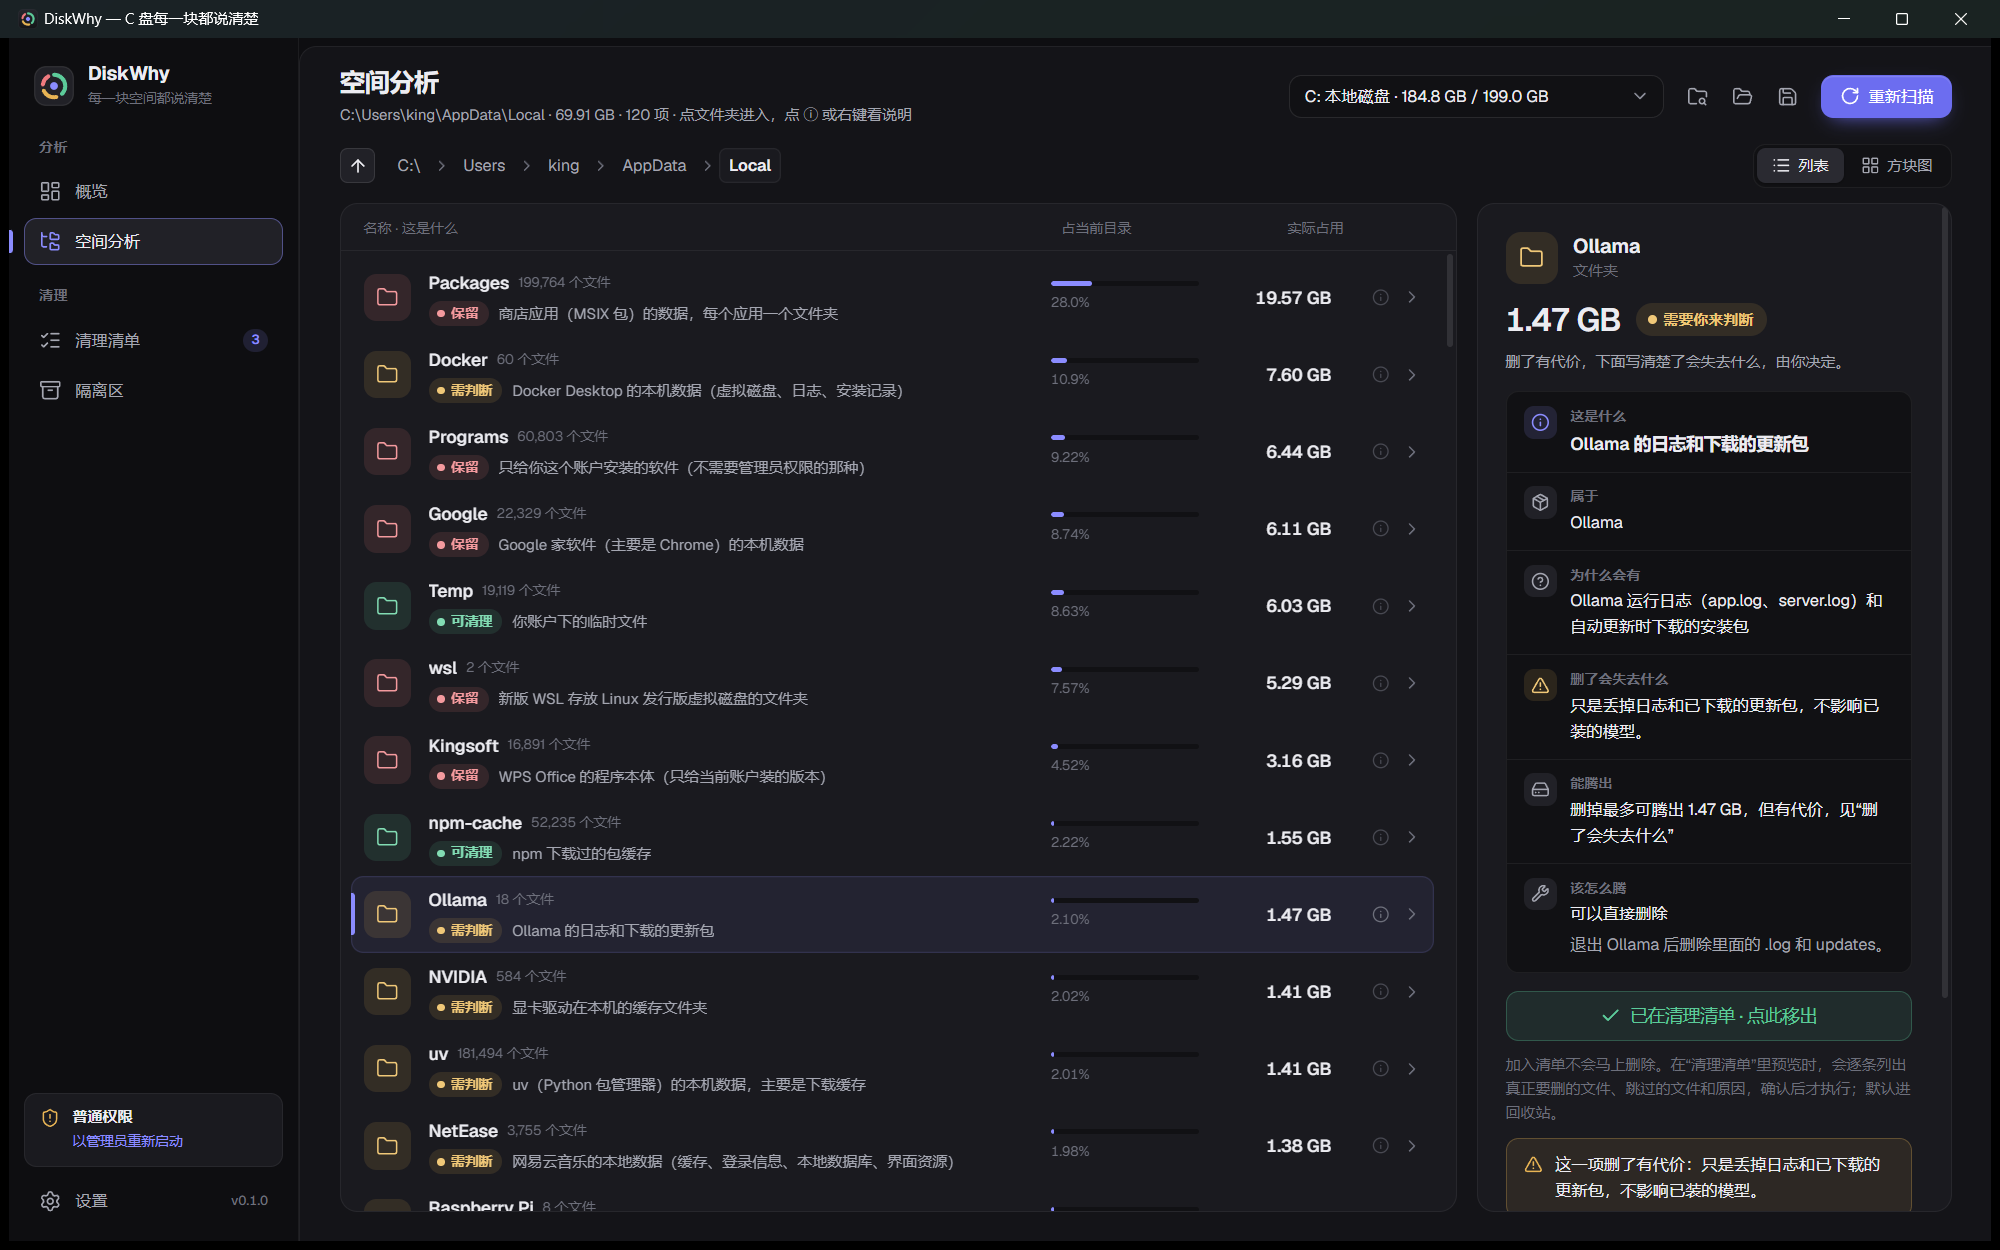 DiskWhy — C 盘每一块都说清楚
DiskWhy
每一块空间都说清楚
分析
概览
空间分析
清理
清理清单 3
隔离区
普通权限
以管理员重新启动
设置 v0.1.0
空间分析
C:\Users\king\AppData\Local · 69.91 GB · 120 项 · 点文件夹进入，点 ⓘ 或右键看说明
C: 本地磁盘 · 184.8 GB / 199.0 GB
重新扫描
C:\ > Users > king > AppData > Local
列表 方块图
名称 · 这是什么 占当前目录 实际占用
Packages 199,764 个文件
保留 商店应用（MSIX 包）的数据，每个应用一个文件夹
28.0% 19.57 GB
Docker 60 个文件
需判断 Docker Desktop 的本机数据（虚拟磁盘、日志、安装记录）
10.9% 7.60 GB
Programs 60,803 个文件
保留 只给你这个账户安装的软件（不需要管理员权限的那种）
9.22% 6.44 GB
Google 22,329 个文件
保留 Google 家软件（主要是 Chrome）的本机数据
8.74% 6.11 GB
Temp 19,119 个文件
可清理 你账户下的临时文件
8.63% 6.03 GB
wsl 2 个文件
保留 新版 WSL 存放 Linux 发行版虚拟磁盘的文件夹
7.57% 5.29 GB
Kingsoft 16,891 个文件
保留 WPS Office 的程序本体（只给当前账户装的版本）
4.52% 3.16 GB
npm-cache 52,235 个文件
可清理 npm 下载过的包缓存
2.22% 1.55 GB
Ollama 18 个文件
需判断 Ollama 的日志和下载的更新包
2.10% 1.47 GB
NVIDIA 584 个文件
需判断 显卡驱动在本机的缓存文件夹
2.02% 1.41 GB
uv 181,494 个文件
需判断 uv（Python 包管理器）的本机数据，主要是下载缓存
2.01% 1.41 GB
NetEase 3,755 个文件
需判断 网易云音乐的本地数据（缓存、登录信息、本地数据库、界面资源）
1.98% 1.38 GB
Raspberry Pi 8 个文件
Ollama
文件夹
1.47 GB 需要你来判断
删了有代价，下面写清楚了会失去什么，由你决定。
这是什么
Ollama 的日志和下载的更新包
属于
Ollama
为什么会有
Ollama 运行日志（app.log、server.log）和
自动更新时下载的安装包
删了会失去什么
只是丢掉日志和已下载的更新包，不影响已
装的模型。
能腾出
删掉最多可腾出 1.47 GB，但有代价，见“删
了会失去什么”
该怎么腾
可以直接删除
退出 Ollama 后删除里面的 .log 和 updates。
已在清理清单 · 点此移出
加入清单不会马上删除。在“清理清单”里预览时，会逐条列出
真正要删的文件、跳过的文件和原因，确认后才执行；默认进
回收站。
这一项删了有代价：只是丢掉日志和已下载的
更新包，不影响已装的模型。